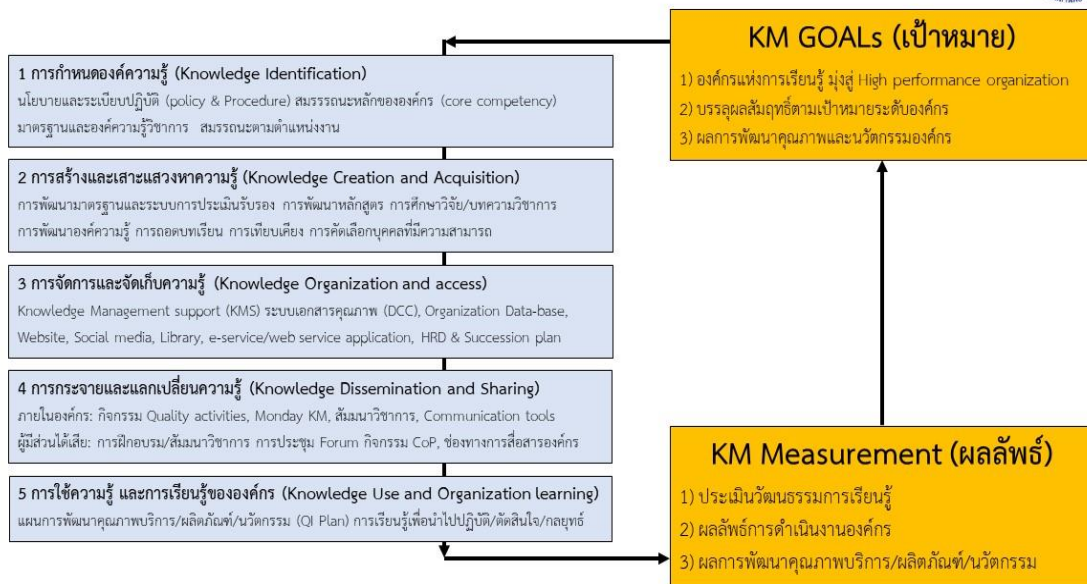 KM GOALs (เป้าหมาย)
1) องค์กรแห่งการเรียนรู้ มุ่งสู่ High performance organization
2) บรรลุผลสัมฤทธิ์ตามเป้าหมายระดับองค์กร
3) ผลการพัฒนาคุณภาพและนวัตกรรมองค์กร
1 การกำหนดองค์ความรู้ (Knowledge Identification)
นโยบายและระเบียบปฏิบัติ (policy & Procedure) สมรรรถนะหลักขององค์กร (core competency)
มาตรฐานและองค์ความรู้วิชาการ สมรรถนะตามตำแหน่งงาน
2 การสร้างและเสาะแสวงหาความรู้ (Knowledge Creation and Acquisition)
การพัฒนามาตรฐานและระบบการประเมินรับรอง การพัฒนาหลักสูตร การศึกษาวิจัย/บทความวิชาการ
การพัฒนาองค์ความรู้ การถอดบทเรียน การเทียบเคียง การคัดเลือกบุคคลที่มีความสามารถ
3 การจัดการและจัดเก็บความรู้ (Knowledge Organization and access)
Knowledge Management support (KMS) ระบบเอกสารคุณภาพ (DCC), Organization Data-base,
Website, Social media, Library, e-service/web service application, HRD & Succession plan
4 การกระจายและแลกเปลี่ยนความรู้ (Knowledge Dissemination and Sharing)
ภายในองค์กร: กิจกรรม Quality activities, Monday KM, สัมมนาวิชาการ, Communication tools
ผู้มีส่วนได้เสีย: การฝึกอบรม/สัมมนาวิชาการ การประชุม Forum กิจกรรม CoP, ช่องทางการสื่อสารองค์กร
5 การใช้ความรู้ และการเรียนรู้ขององค์กร (Knowledge Use and Organization learning)
แผนการพัฒนาคุณภาพบริการ/ผลิตภัณฑ์/นวัตกรรม (QI Plan) การเรียนรู้เพื่อนำไปปฏิบัติ/ตัดสินใจ/กลยุทธ์
KM Measurement (ผลลัพธ์)
1) ประเมินวัฒนธรรมการเรียนรู้
2) ผลลัพธ์การดำเนินงานองค์กร
3) ผลการพัฒนาคุณภาพบริการ/ผลิตภัณฑ์/นวัตกรรม